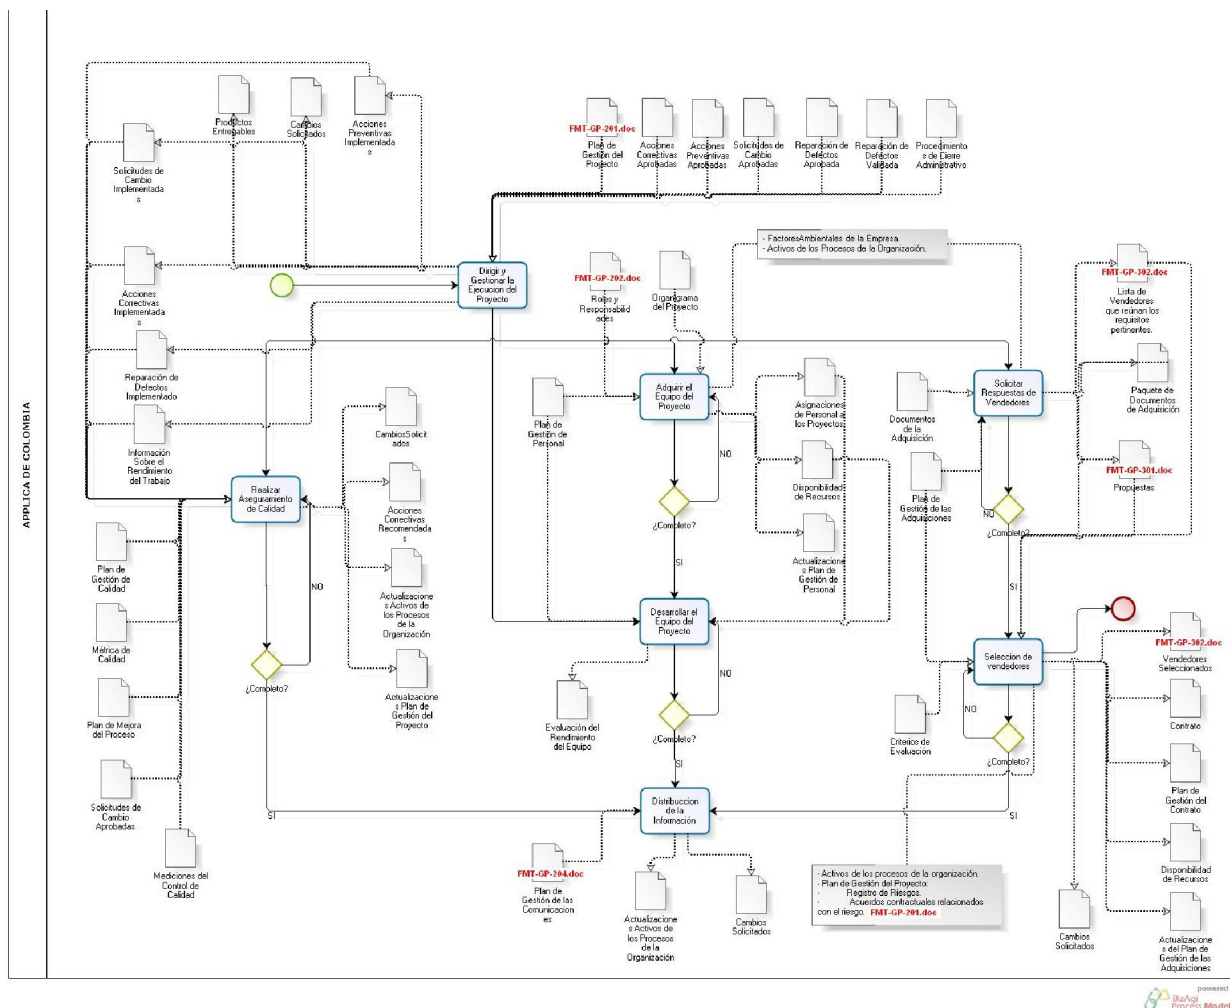 APPLICA DE COLOMBIA
Productos
Entregables
Cambios
Solicitados
Acciones
Preventivas
Implementada
s
Solicitudes de
Cambio
Implementada
s
Acciones
Correctivas
Implementada
s
Reparación de
Defectos
Implementado
Información
Sobre el
Rendimiento
del Trabajo
FMT-GP-201.doc
Plan de
Gestión del
Proyecto
Acciones
Correctivas
Aprobadas
Acciones
Preventivas
Aprobadas
Solicitudes de
Cambio
Aprobadas
Reparación de
Defectos
Aprobada
Reparación de
Defectos
Validada
Procedimiento
s de Cierre
Administrativo
Dirigir y
Gestionar la
Ejecucion del
Proyecto
- FactoresAmbientales de la Empresa.
- Activos de los Procesos de la Organización.
FMT-GP-202.doc
Roles y
Responsabilid
ades
Organigrama
del Proyecto
FMT-GP-302.doc
Lista de
Vendedores
que reúnan los
requisitos
pertinentes.
Adquirir el
Equipo del
Proyecto
Solicitar
Respuestas de
Vendedores
Paquete de
Documentos
de Adquisición
Plan de
Gestión de
Personal
Asignaciones
de Personal a
los Proyectos
Documentos
de la
Adquisición
CambiosSolicit
ados
NO
Disponibilidad
de Recursos
Plan de
Gestión de las
Adquisiciones
FMT-GP-301.doc
Propuestas
Realizar
Aseguramiento
de Calidad
Acciones
Correctivas
Recomendada
s
¿Completo?
NO
¿Completo?
Plan de
Gestión de
Calidad
NO
Actualizacione
s Activos de
los Procesos
de la
Organización
SI
Actualizacione
s Plan de
Gestión de
Personal
SI
Métrica de
Calidad
Desarrollar el
Equipo del
Proyecto
Seleccion de
vendedores
FMT-GP-302.doc
Vendedores
Seleccionados
¿Completo?
Actualizacione
s Plan de
Gestión del
Proyecto
NO
Plan de Mejora
del Proceso
Evaluación del
Rendimiento
del Equipo
¿Completo?
SI
Criterios de
Evaluación
NO
¿Completo?
Contrato
Solicitudes de
Cambio
Aprobadas
SI
Distribuccion
de la
Información
SI
Plan de
Gestión del
Contrato
Mediciones del
Control de
Calidad
FMT-GP-204.doc
Plan de
Gestión de las
Comunicacion
es
Actualizacione
s Activos de
los Procesos
de la
Organización
Cambios
Solicitados
- Activos de los procesos de la organización.
- Plan de Gestión del Proyecto:
- Registro de Riesgos.
- Acuerdos contractuales relacionados
con el riesgo. FMT-GP-201.doc
Disponibilidad
de Recursos
Cambios
Solicitados
Actualizacione
s del Plan de
Gestión de las
Adquisiciones
powered
BizAgi
Process Model